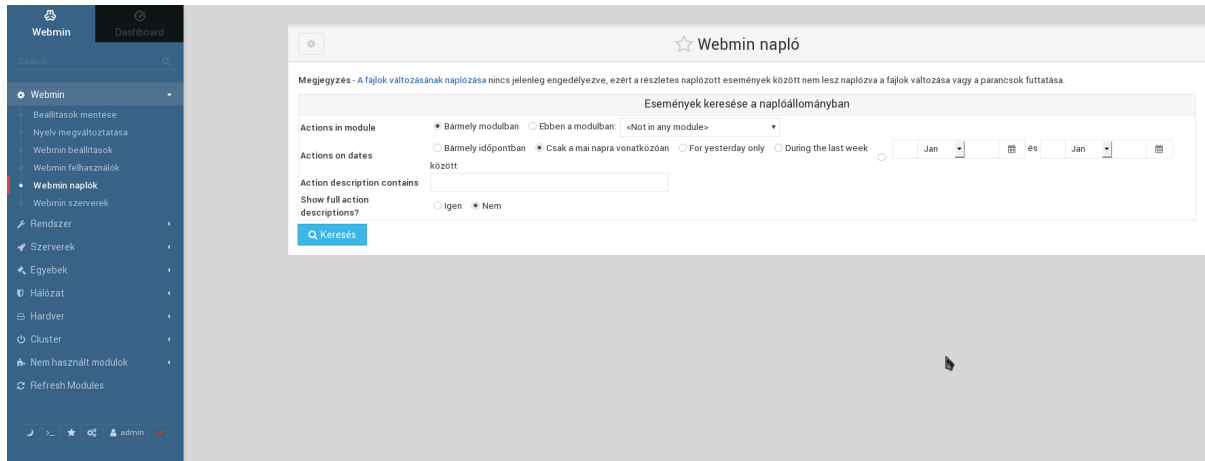 Webmin
Dashboard
Search
Webmin
Beállítások mentése
Nyelv megváltoztatása
Webmin beállítások
Webmin felhasználók
Webmin naplók
Webmin szerverek
Rendszer
Szerverek
Egyebek
Hálózat
Hardver
Cluster
Nem használt modulok
Refresh Modules
admin
Webmin napló
Megjegyzés - A fájlok változásának naplózása nincs jelenleg engedélyezve, ezért a részletes naplózott események között nem lesz naplózva a fájlok változása vagy a parancsok futtatása.
Események keresése a naplóállományban
Actions in module Bármely modulban Ebben a modulban: <Not in any module>
Actions on dates Bármely időpontban Csak a mai napra vonatkozóan For yesterday only During the last week Jan és Jan
között
Action description contains
Show full action
descriptions? Igen Nem
Keresés